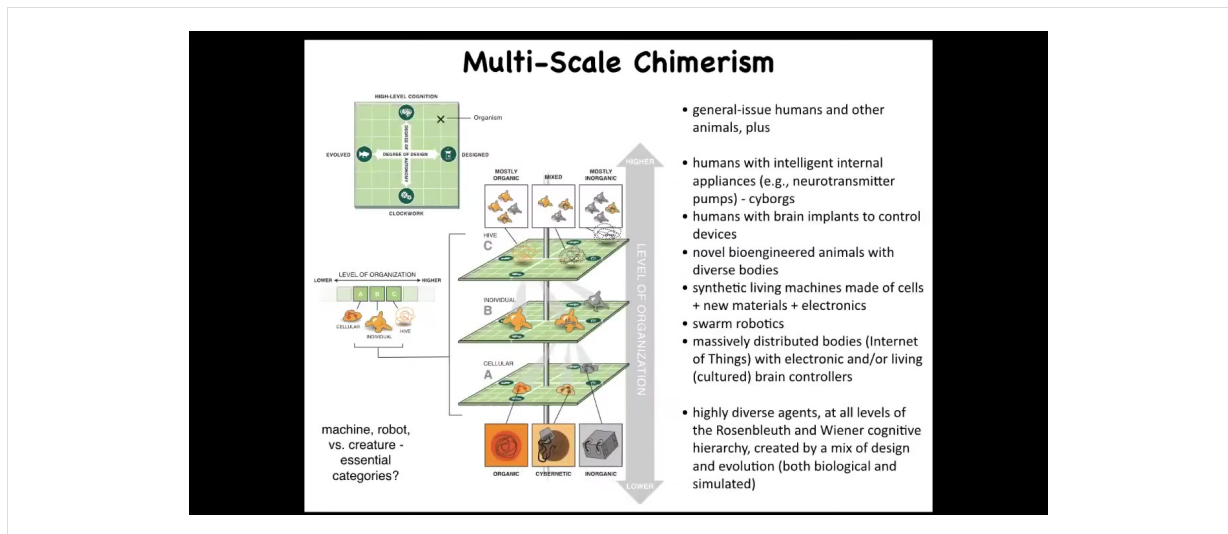 Multi-Scale Chimerism
HIGH-LEVEL COGNITION
Organism
EVOLVED
DEGREE OF DESIGN
DESIGNED
DEGREE OF AUTONOMY
CLOCKWORK
LEVEL OF ORGANIZATION
LOWER
HIGHER
A
B
C
CELLULAR
INDIVIDUAL
HIVE
machine, robot,
vs. creature -
essential
categories?
MOSTLY
ORGANIC
MIXED
MOSTLY
INORGANIC
HIVE
C
INDIVIDUAL
B
CELLULAR
A
ORGANIC
CYBERNETIC
INORGANIC
HIGHER
LEVEL OF ORGANIZATION
LOWER
• general-issue humans and other
animals, plus
• humans with intelligent internal
appliances (e.g., neurotransmitter
pumps) - cyborgs
• humans with brain implants to control
devices
• novel bioengineered animals with
diverse bodies
• synthetic living machines made of cells
+ new materials + electronics
• swarm robotics
• massively distributed bodies (Internet
of Things) with electronic and/or living
(cultured) brain controllers
• highly diverse agents, at all levels of
the Rosenbleuth and Wiener cognitive
hierarchy, created by a mix of design
and evolution (both biological and
simulated)